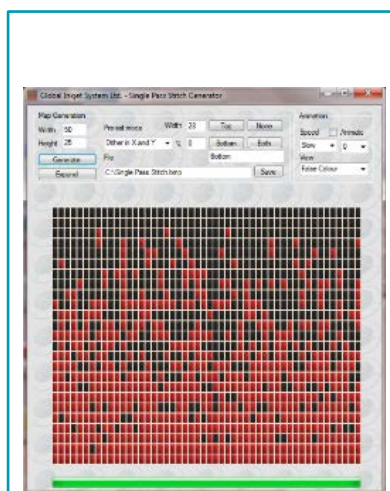 Global Inkjet System Ltd. - Single Pass Stitch Generator
Map Generation
Width 50
Height 25
Generate
Expand
Width 23
Dither in X and Y
0
File
C:\Single Pass Stitch.bmp
Top
None
Bottom
Both
Bottom
Save
Animation
Speed
Animate
Slow
0
View
False Colour